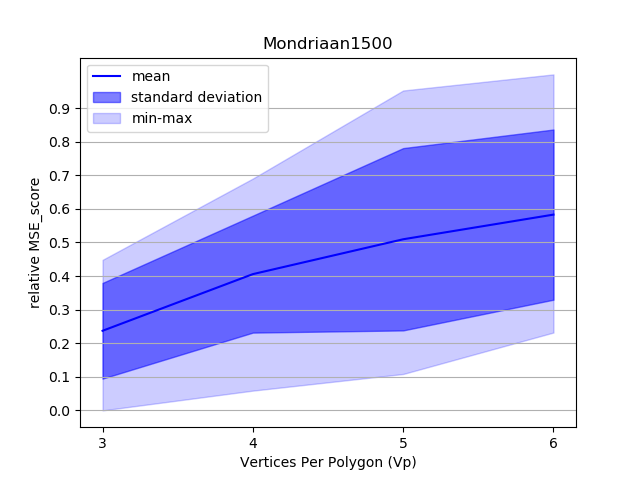 Mondriaan1500
mean
standard deviation
min-max
relative MSE_score
0.9
0.8
0.7
0.6
0.5
0.4
0.3
0.2
0.1
0.0
3 4 5 6
Vertices Per Polygon (Vp)